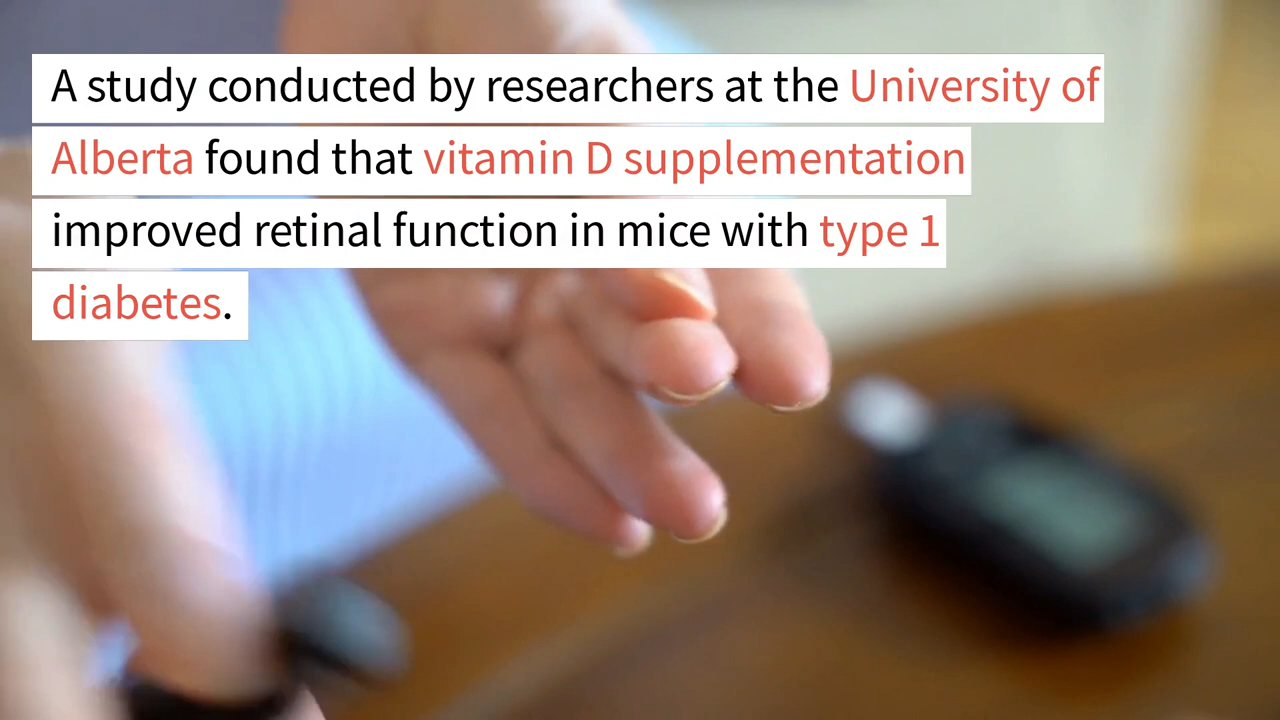 A study conducted by researchers at the University of
Alberta found that vitamin D supplementation
improved retinal function in mice with type 1
diabetes.